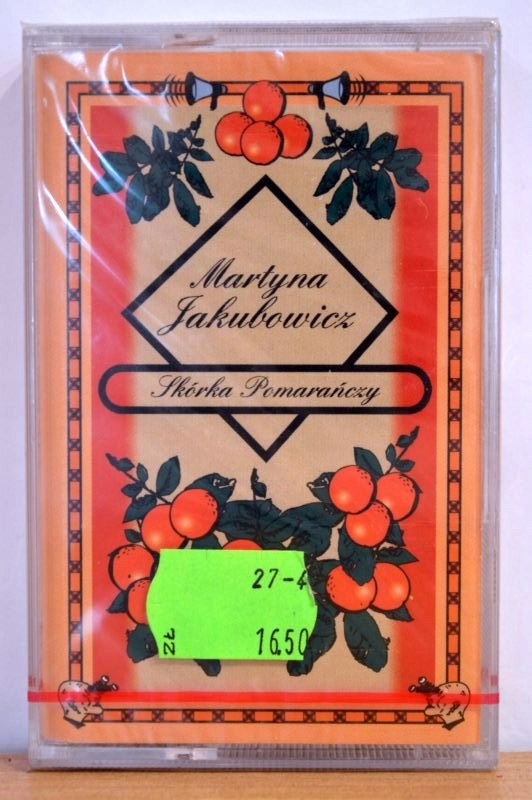 Martyna
Jakubowicz
Skórka Pomarańczy
27-4
ZŁ 16.50